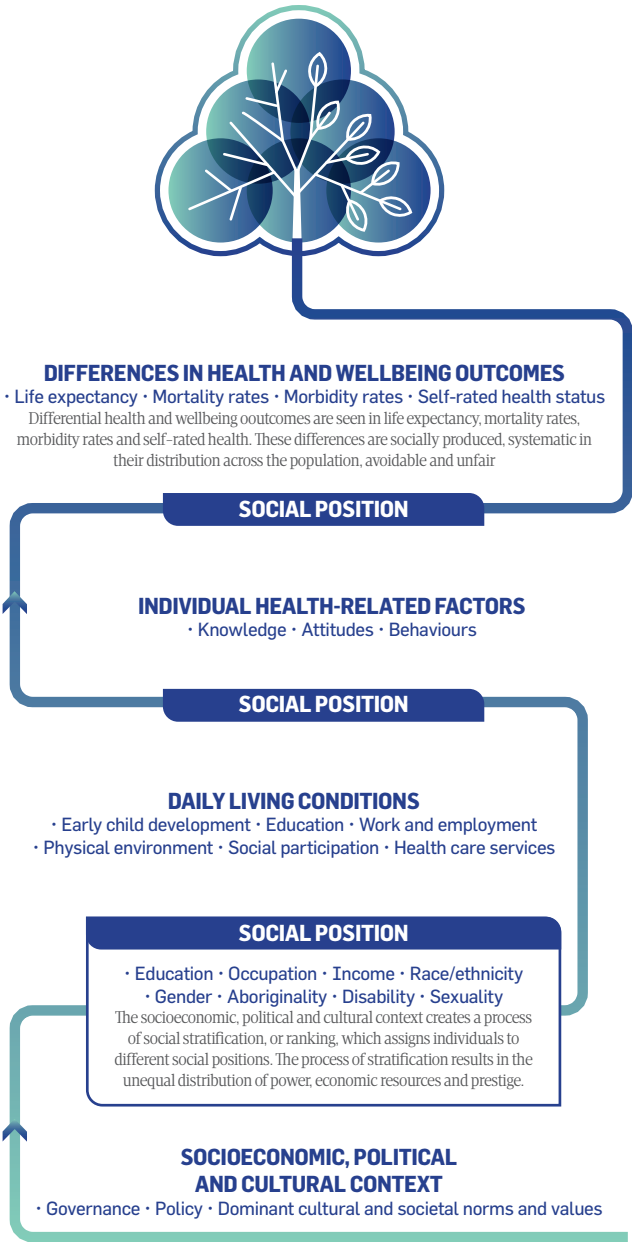 DIFFERENCES IN HEALTH AND WELLBEING OUTCOMES
· Life expectancy · Mortality rates · Morbidity rates · Self-rated health status
Differential health and wellbeing ooutcomes are seen in life expectancy, mortality rates,
morbidity rates and self-rated health. These differences are socially produced, systematic in
their distribution across the population, avoidable and unfair
SOCIAL POSITION
INDIVIDUAL HEALTH-RELATED FACTORS
· Knowledge · Attitudes · Behaviours
SOCIAL POSITION
DAILY LIVING CONDITIONS
· Early child development · Education · Work and employment
· Physical environment · Social participation · Health care services
SOCIAL POSITION
· Education · Occupation · Income · Race/ethnicity
· Gender · Aboriginality · Disability · Sexuality
The socioeconomic, political and cultural context creates a process
of social stratification, or ranking, which assigns individuals to
different social positions. The process of stratification results in the
unequal distribution of power, economic resources and prestige.
SOCIOECONOMIC, POLITICAL
AND CULTURAL CONTEXT
· Governance · Policy · Dominant cultural and societal norms and values